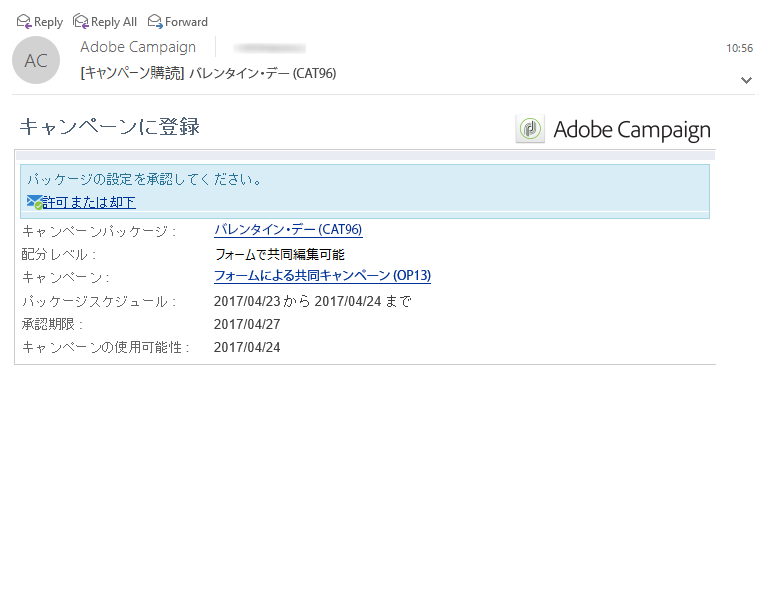 Reply Reply All Forward
AC
Adobe Campaign
10:56
[キャンペーン購読] バレンタイン・デー (CAT96)
キャンペーンに登録
Adobe Campaign
パッケージの設定を承認してください。
許可または却下
キャンペーンパッケージ : バレンタイン・デー (CAT96)
配分レベル : フォームで共同編集可能
キャンペーン : フォームによる共同キャンペーン (OP13)
パッケージスケジュール : 2017/04/23 から 2017/04/24 まで
承認期限 : 2017/04/27
キャンペーンの使用可能性 : 2017/04/24